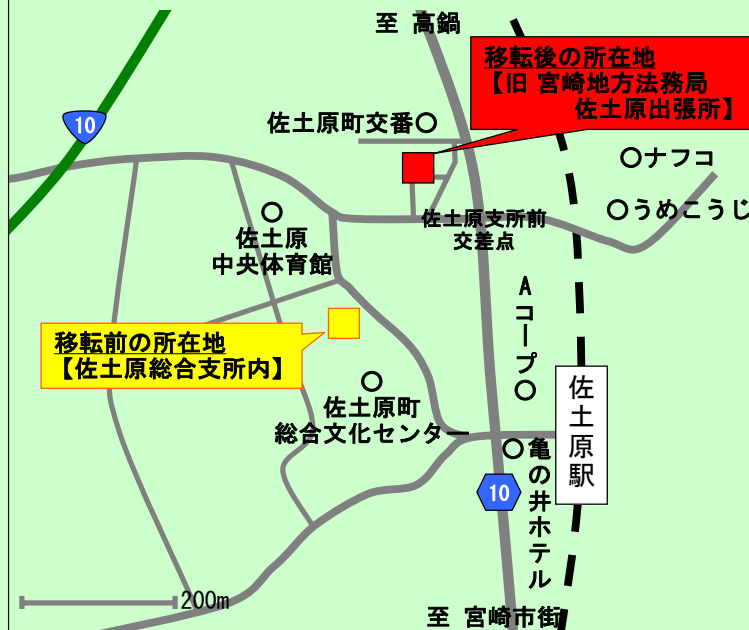 至 高鍋
移転後の所在地
【旧 宮崎地方法務局
佐土原出張所】
10
佐土原町交番
ナフコ
うめこうじ
佐土原支所前
交差点
佐土原
中央体育館
Aコープ
移転前の所在地
【佐土原総合支所内】
佐土原町
総合文化センター
佐土原駅
亀の井ホテル
10
200m
至 宮崎市街